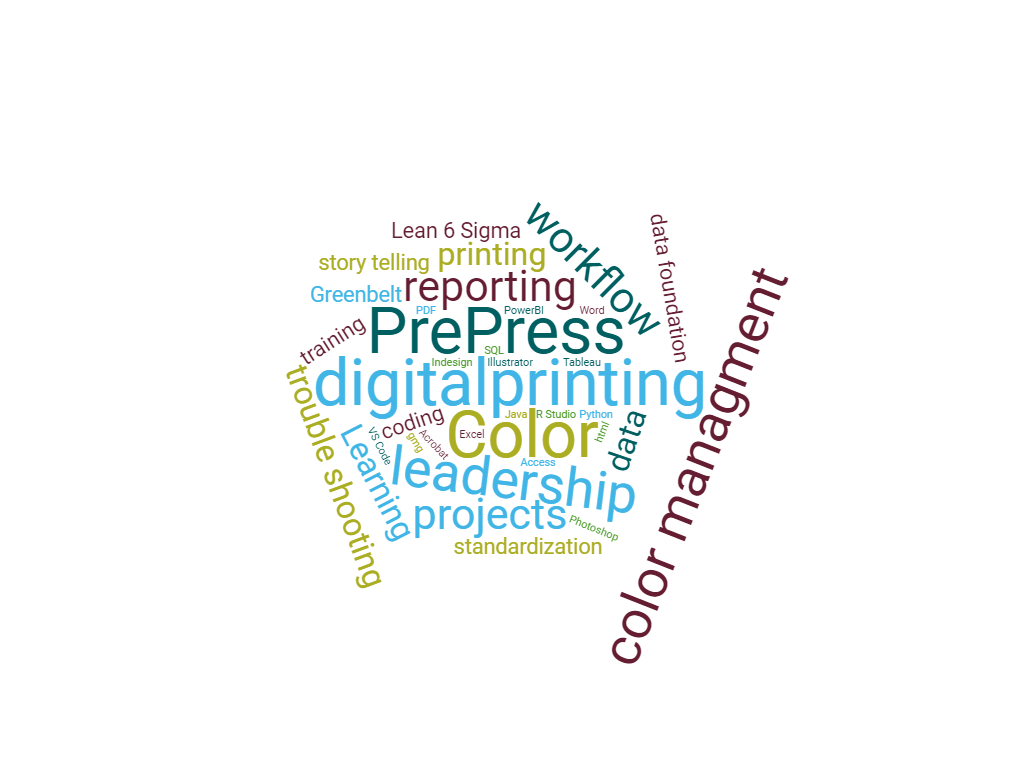 workflow
data foundation
Lean 6 Sigma
printing
story telling
reporting
Greenbelt
color managment
PDF
PowerBI
Word
PrePress
training
SQL
Indesign
Illustrator
Tableau
digitalprinting
trouble shooting
Java
R Studio
Python
coding
Color
data
html
Learning
VS Code
gmg
Acrobat
Excel
leadership
Access
projects
Photoshop
standardization